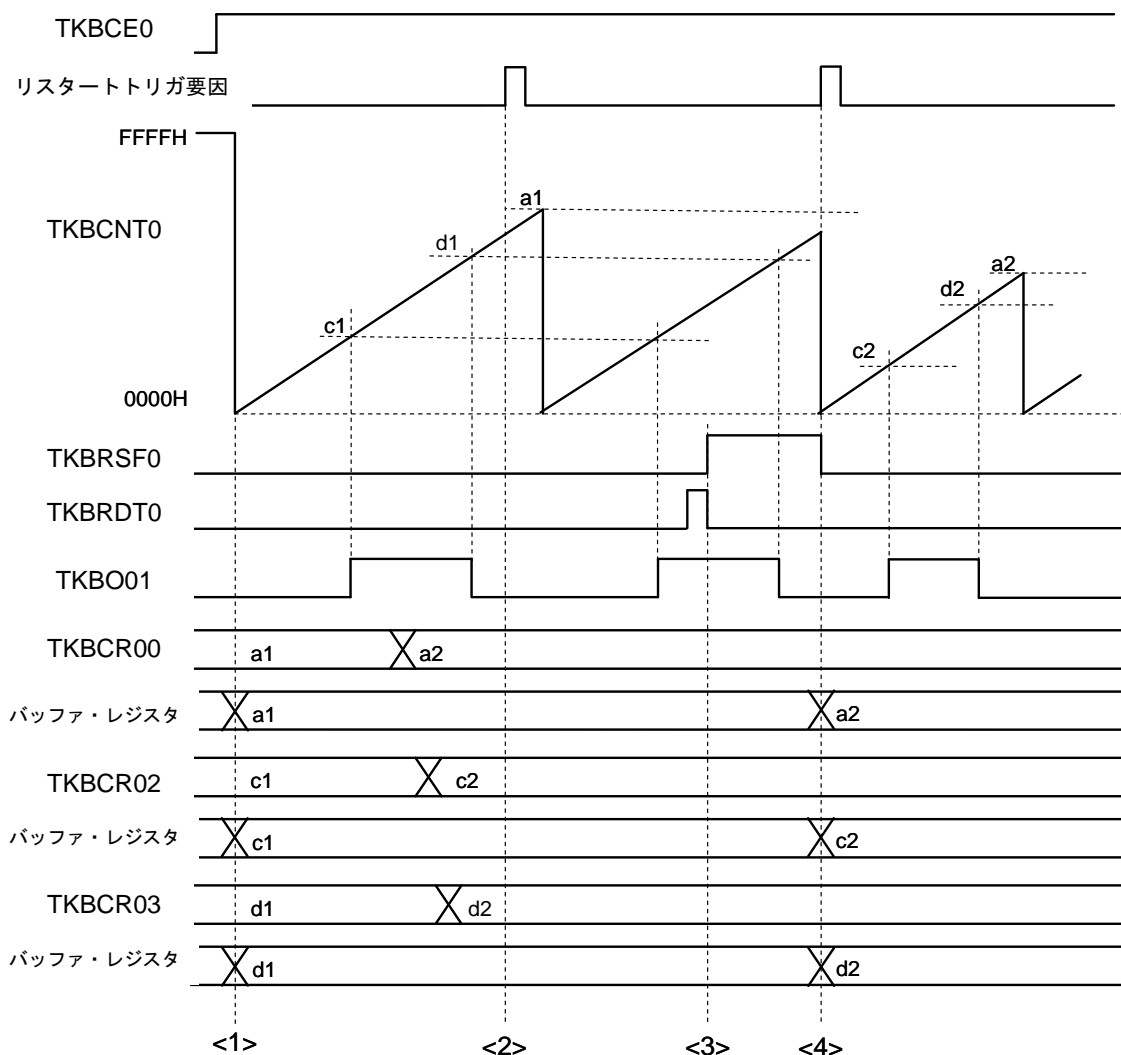 TKBCE0
リスタートトリガ要因
FFFFH
TKBCNT0
a1
d1
c1
a2
d2
c2
0000H
TKBRSF0
TKBRDT0
TKBO01
TKBCR00 a1 a2
バッファ・レジスタ a1 a2
TKBCR02 c1 c2
バッファ・レジスタ c1 c2
TKBCR03 d1 d2
バッファ・レジスタ d1 d2
<1> <2> <3> <4>